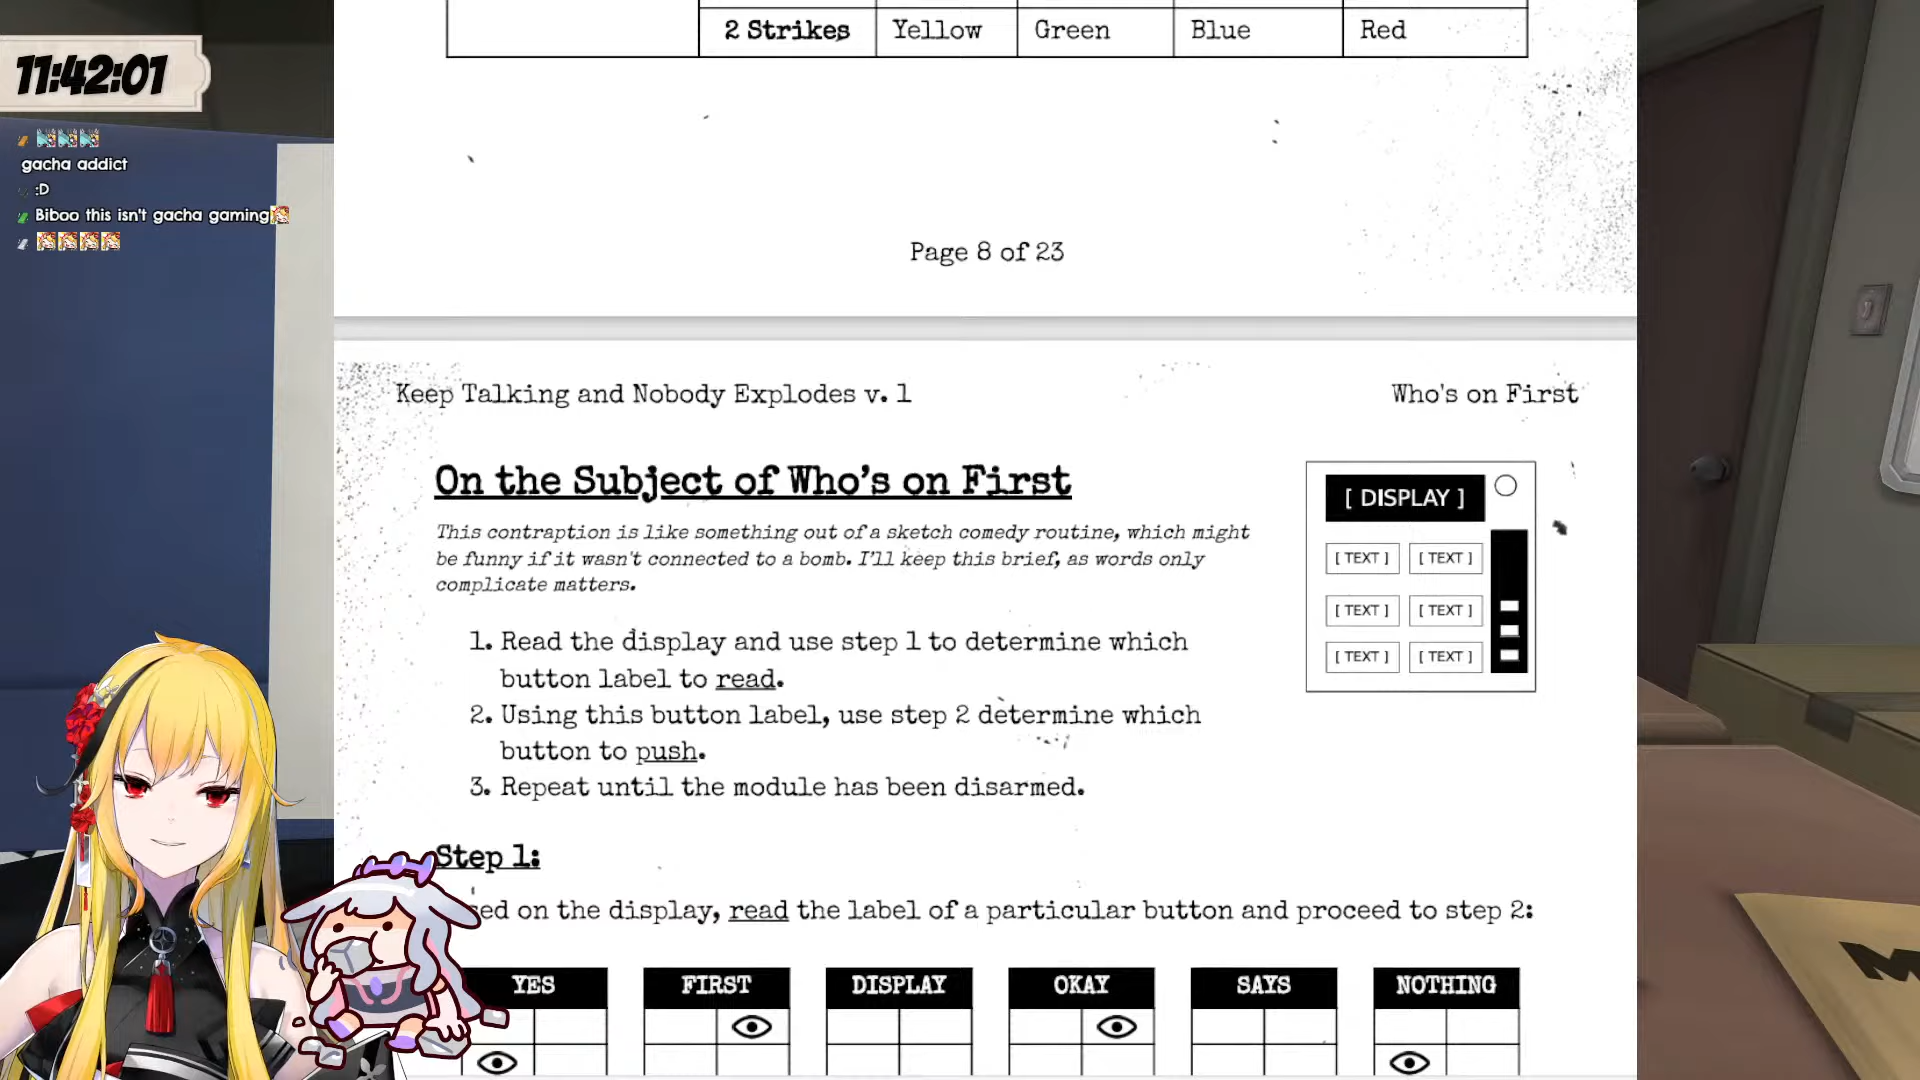 11:42:01
gacha addict
:D
Biboo this isn't gacha gaming
2 Strikes Yellow Green Blue Red
Page 8 of 23
Keep Talking and Nobody Explodes v. 1
Who's on First
On the Subject of Who's on First
This contraption is like something out of a sketch comedy routine, which might
be funny if it wasn't connected to a bomb. I'll keep this brief, as words only
complicate matters.
1. Read the display and use step 1 to determine which
button label to read.
2. Using this button label, use step 2 determine which
button to push.
3. Repeat until the module has been disarmed.
[ DISPLAY ]
[ TEXT ] [ TEXT ]
[ TEXT ] [ TEXT ]
[ TEXT ] [ TEXT ]
Step 1:
on the display, read the label of a particular button and proceed to step 2:
YES FIRST DISPLAY OKAY SAYS NOTHING